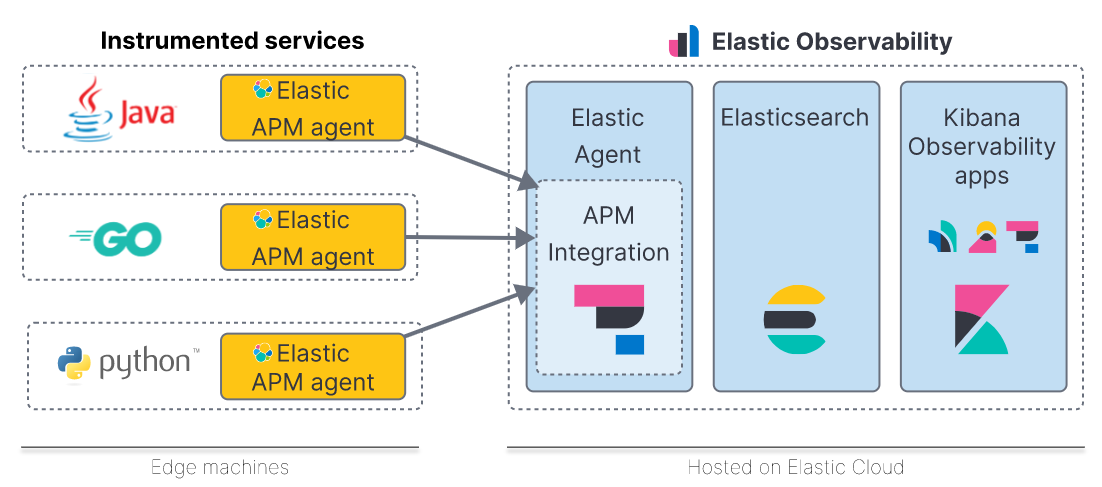 Instrumented services
Elastic Observability
Java
Elastic
APM agent
GO
Elastic
APM agent
python™
Elastic
APM agent
Elastic
Agent
APM
Integration
Elasticsearch
Kibana
Observability
apps
Edge machines
Hosted on Elastic Cloud